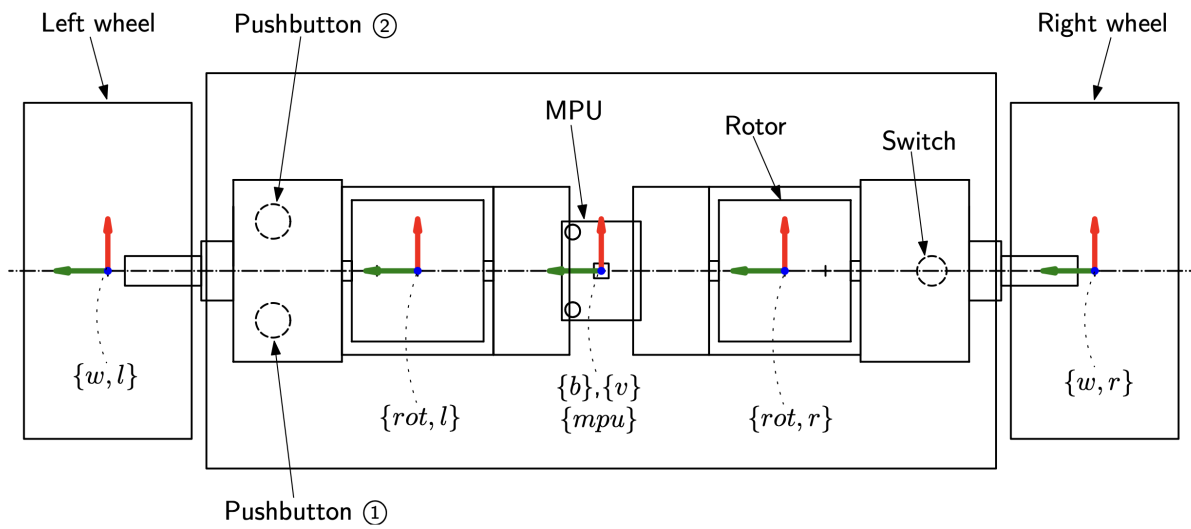 Left wheel
Pushbutton ②
Right wheel
MPU
Rotor
Switch
{w, l}
{b},{v}
{w, r}
{rot, l}
{mpu}
{rot, r}
Pushbutton ①